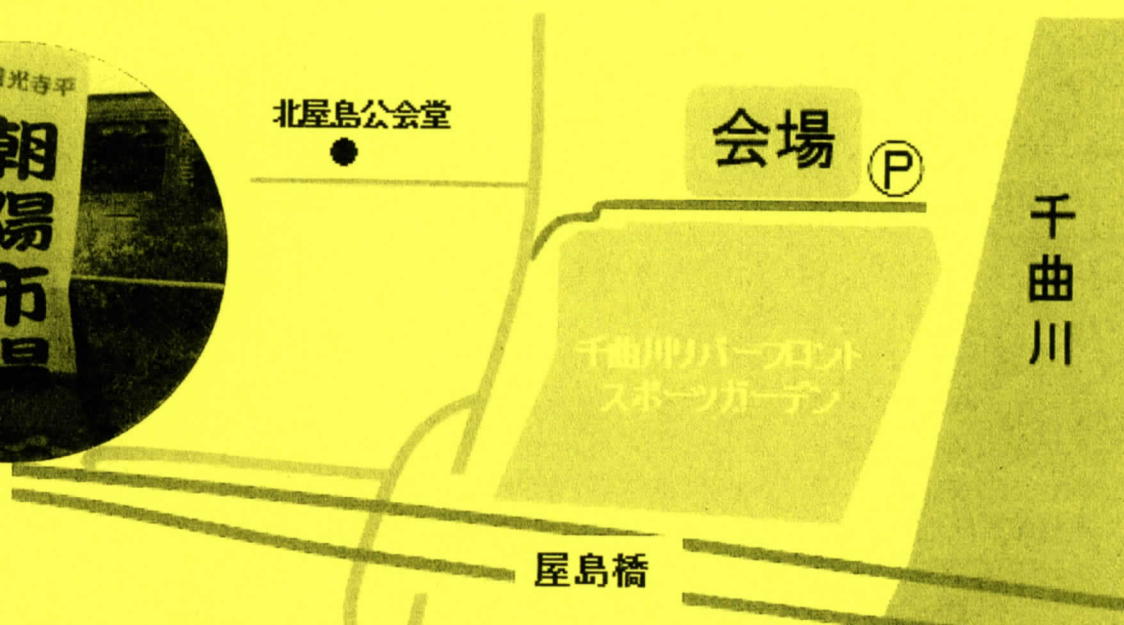 光寺平
朝陽市場
北屋島公会堂
会場
P
千曲川
千曲川リバーフロント
スポーツガーデン
屋島橋